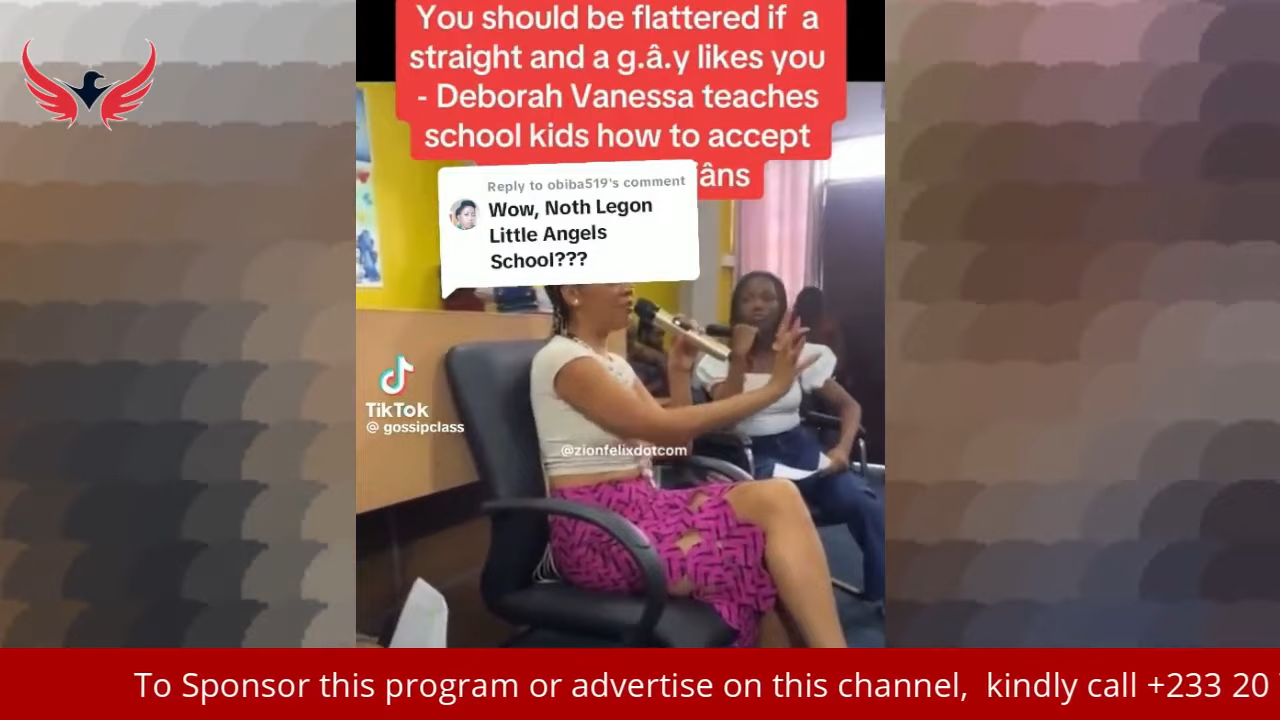 You should be flattered if a
straight and a g.â.y likes you
- Deborah Vanessa teaches
school kids how to accept
Reply to obiba519's comment
Wow, Noth Legon
Little Angels
School???
TikTok
@ gossipclass
@zionfelixdotcom
To Sponsor this program or advertise on this channel, kindly call +233 20